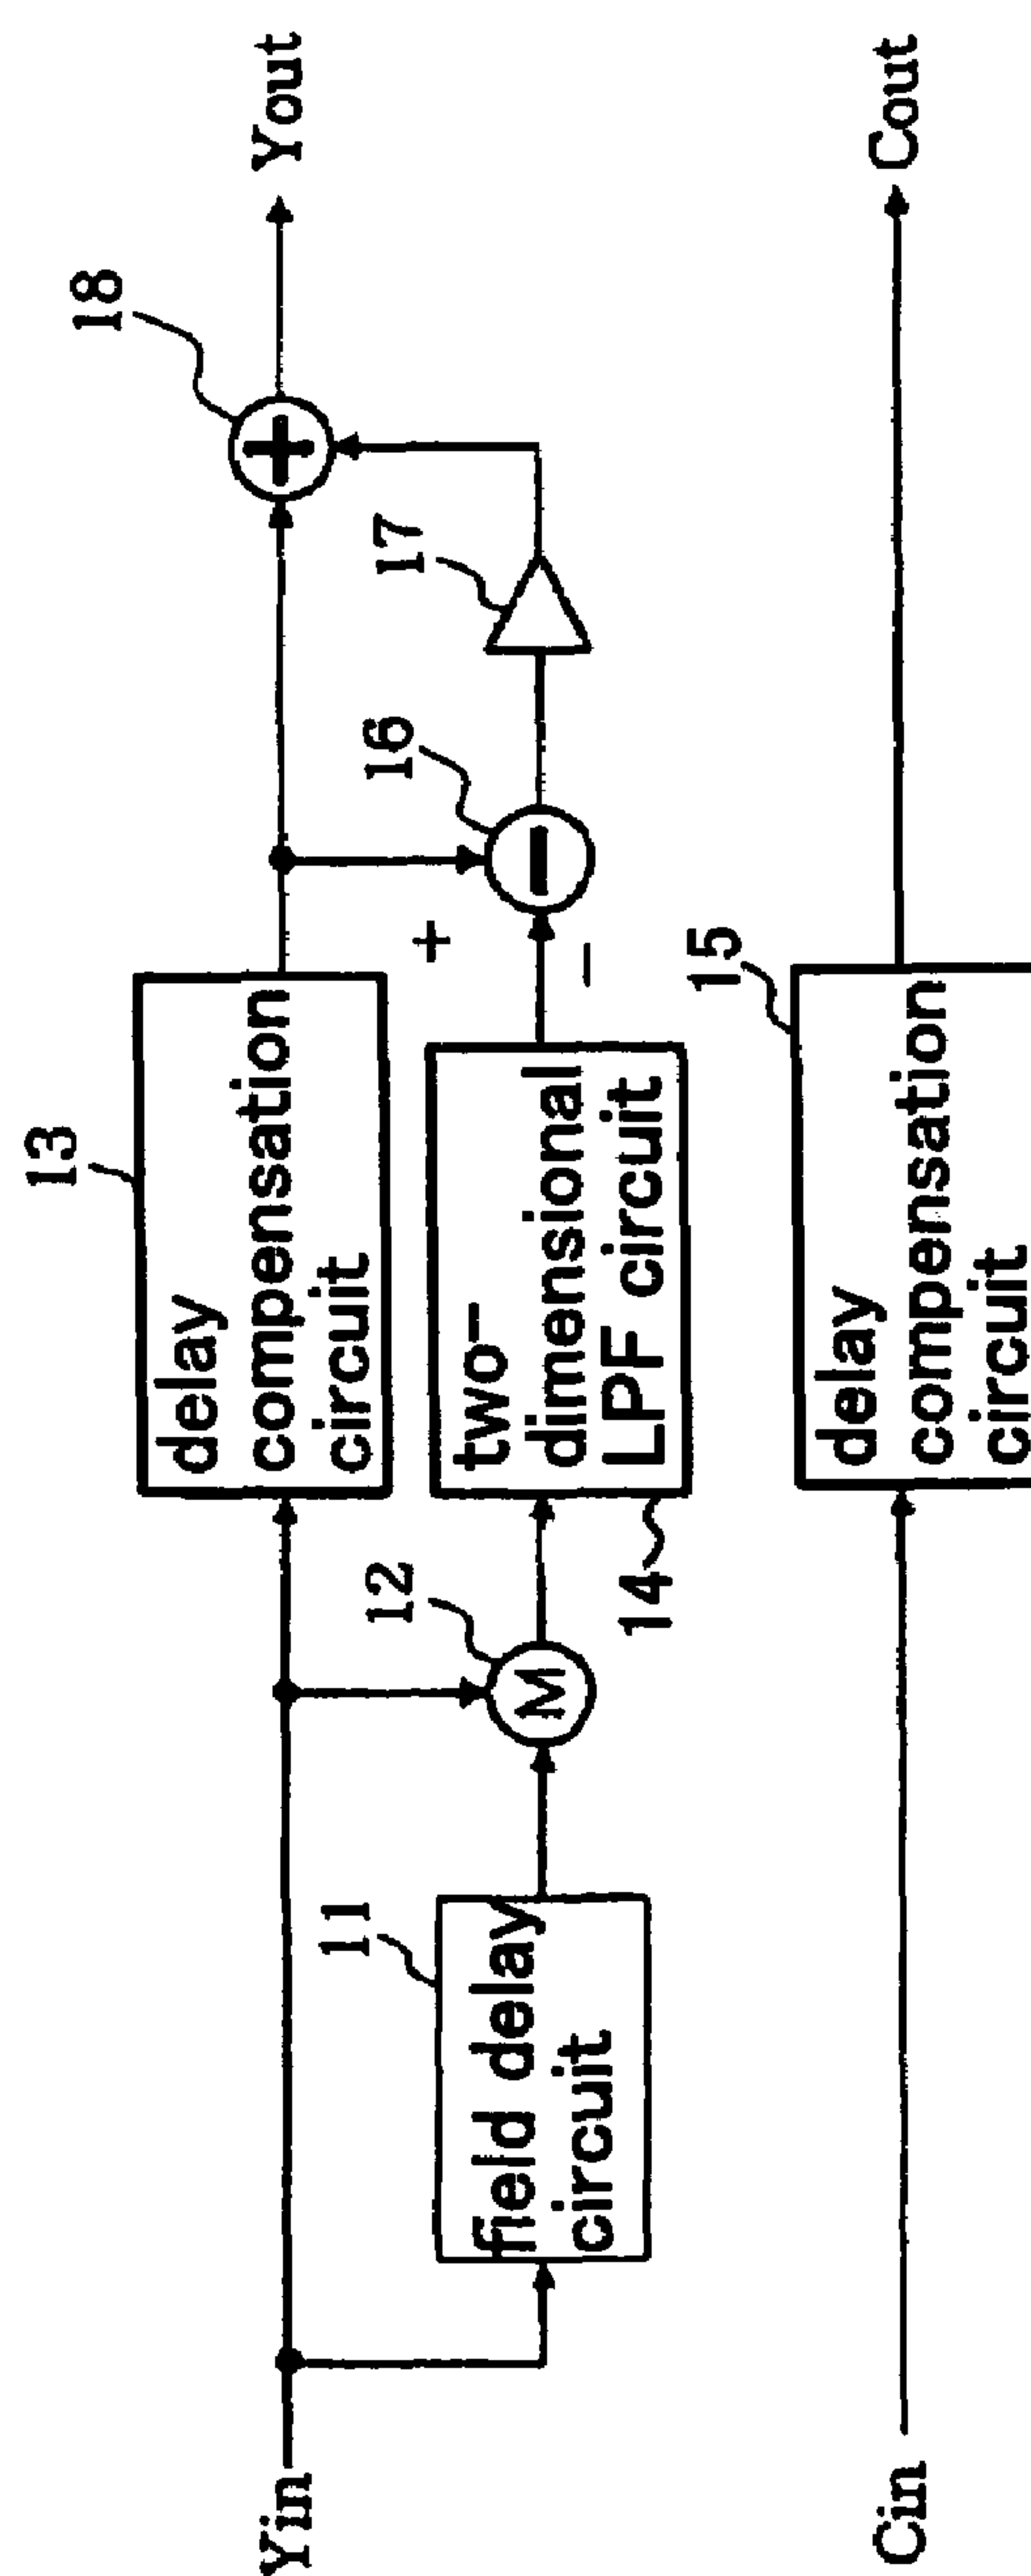 Yin
field delay
circuit
11
M
12
delay
compensation
circuit
13
two-
dimensional
LPF circuit
14
+
-
16
17
+
18
Yout
Cin
delay
compensation
circuit
15
Cout